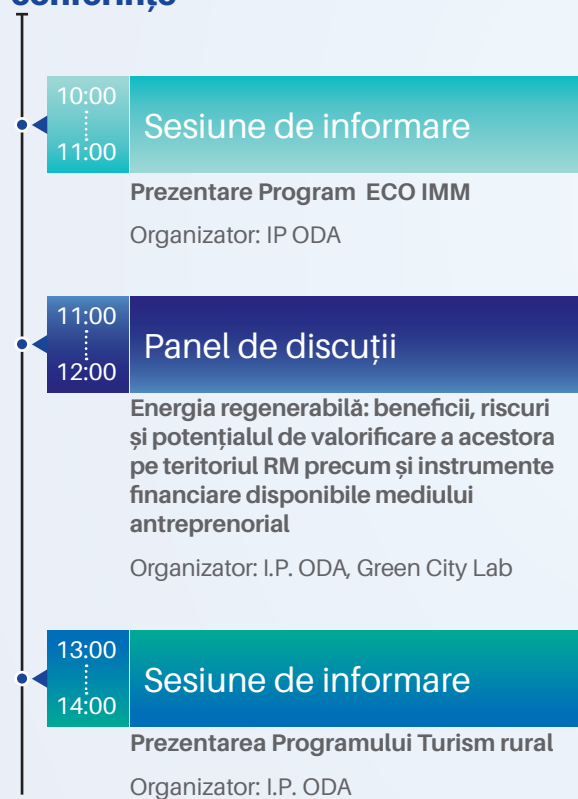 conferințe
10:00
11:00
Sesiune de informare
Prezentare Program ECO IMM
Organizator: IP ODA
11:00
12:00
Panel de discuții
Energia regenerabilă: beneficii, riscuri
și potențialul de valorificare a acestora
pe teritoriul RM precum și instrumente
financiare disponibile mediului
antreprenorial
Organizator: I.P. ODA, Green City Lab
13:00
14:00
Sesiune de informare
Prezentarea Programului Turism rural
Organizator: I.P. ODA